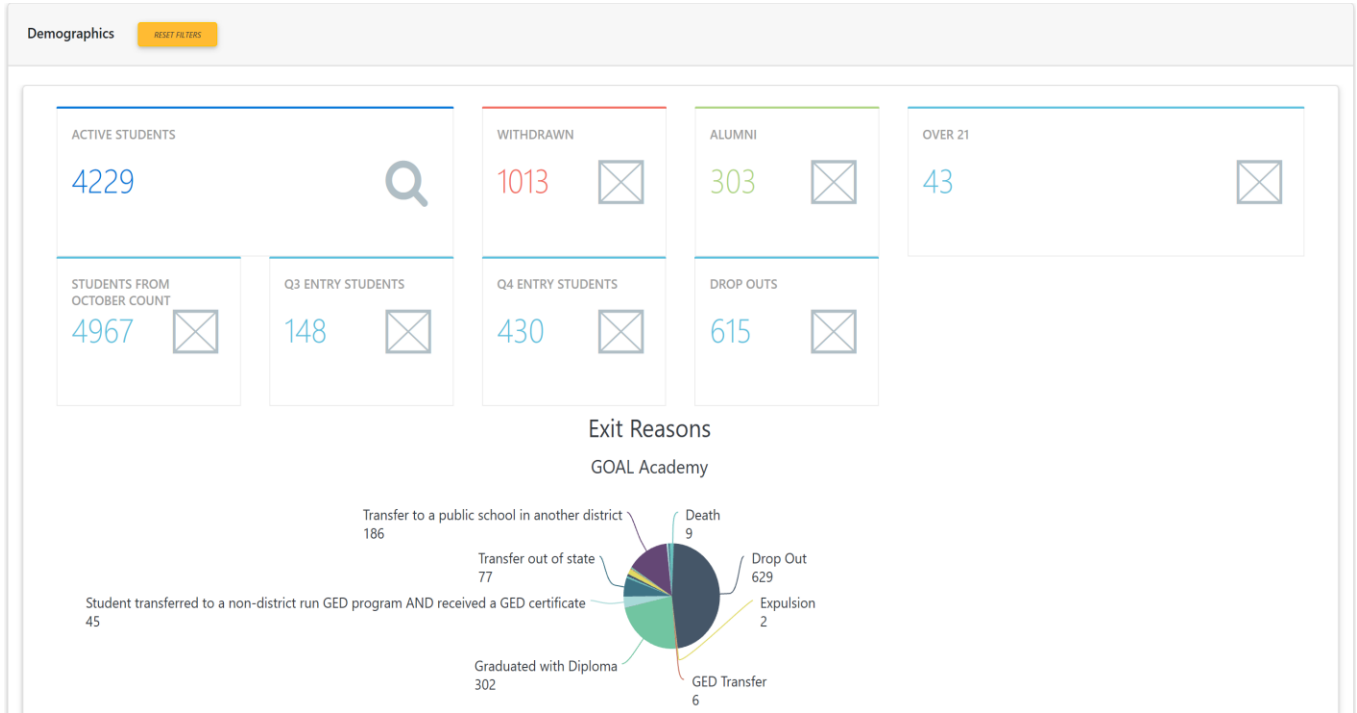 Demographics
RESET FILTERS
ACTIVE STUDENTS
4229
WITHDRAWN
1013
ALUMNI
303
OVER 21
43
STUDENTS FROM
OCTOBER COUNT
4967
Q3 ENTRY STUDENTS
148
Q4 ENTRY STUDENTS
430
DROP OUTS
615
Exit Reasons
GOAL Academy
Transfer to a public school in another district
186
Death
9
Transfer out of state
77
Drop Out
629
Student transferred to a non-district run GED program AND received a GED certificate
45
Expulsion
2
Graduated with Diploma
302
GED Transfer
6